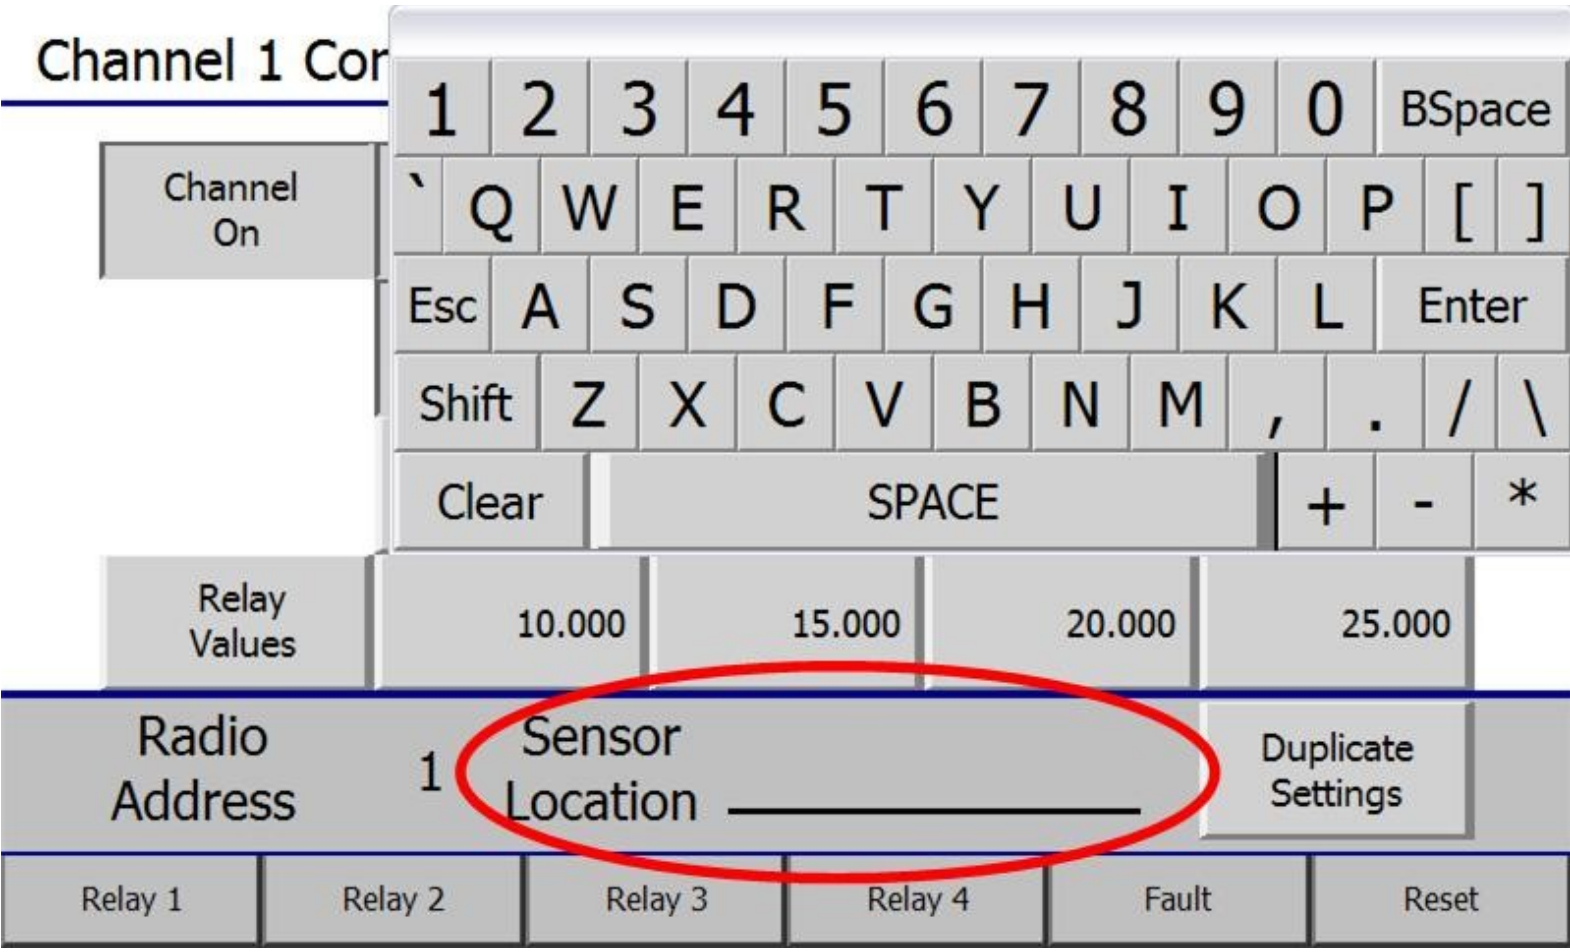 Channel 1 Cor
1 2 3 4 5 6 7 8 9 0 BSpace
` Q W E R T Y U I O P [ ]
Esc A S D F G H J K L Enter
Shift Z X C V B N M , . / \
Clear SPACE + - *
Channel
On
Relay
Values
10.000 15.000 20.000 25.000
Radio
Address
1
Sensor
Location
Duplicate
Settings
Relay 1 Relay 2 Relay 3 Relay 4 Fault Reset